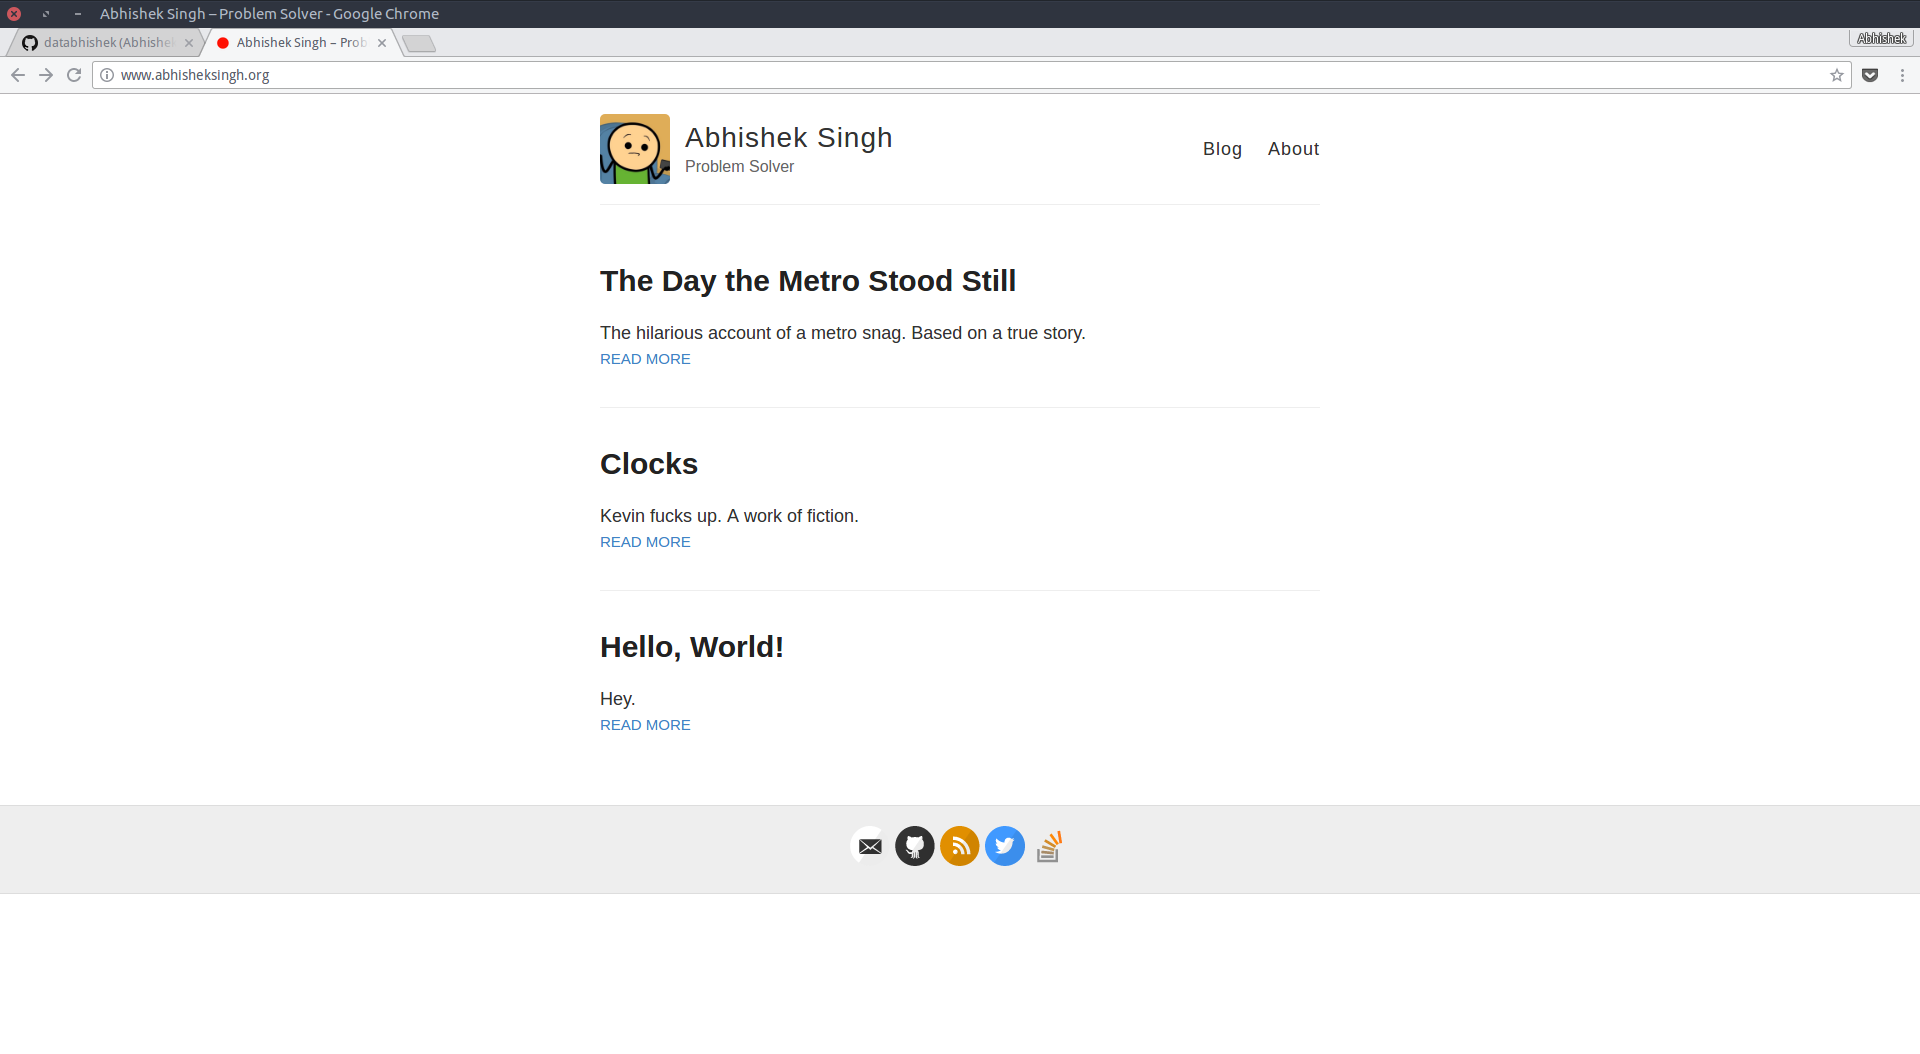 Abhishek Singh – Problem Solver - Google Chrome
databhishek (Abhishek
Abhishek Singh – Prob
Abhishek
www.abhisheksingh.org
Abhishek Singh
Problem Solver
Blog About
The Day the Metro Stood Still
The hilarious account of a metro snag. Based on a true story.
READ MORE
Clocks
Kevin fucks up. A work of fiction.
READ MORE
Hello, World!
Hey.
READ MORE